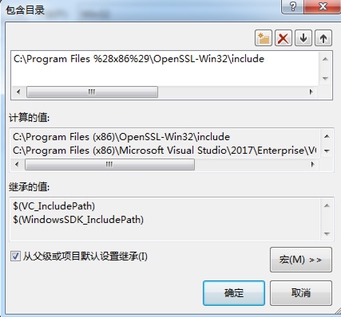 包含目录
C:\Program Files %28x86%29\OpenSSL-Win32\include
计算的值:
C:\Program Files (x86)\OpenSSL-Win32\include
C:\Program Files (x86)\Microsoft Visual Studio\2017\Enterprise\VC
继承的值:
$(VC_IncludePath)
$(WindowsSDK_IncludePath)
从父级或项目默认设置继承(I)
宏(M) >>
确定
取消